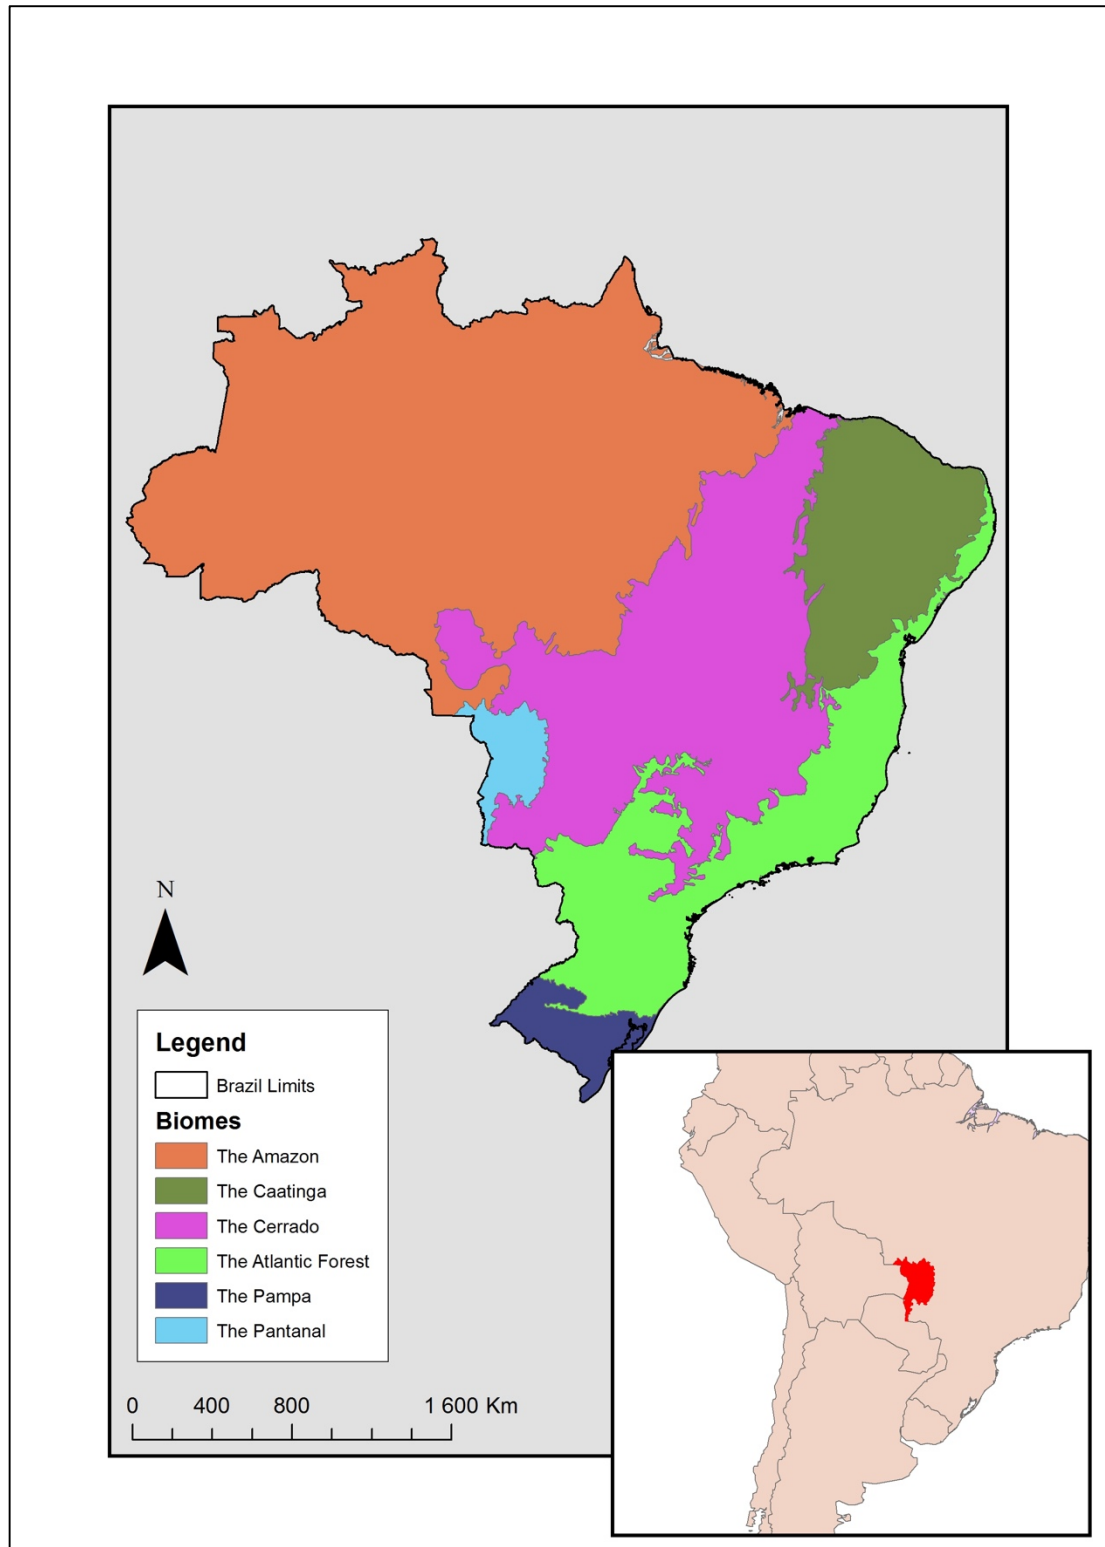 N
Legend
Brazil Limits
Biomes
The Amazon
The Caatinga
The Cerrado
The Atlantic Forest
The Pampa
The Pantanal
0 400 800 1 600 Km